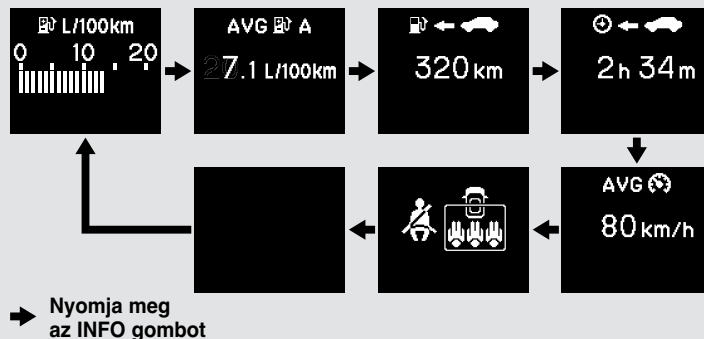 L/100km
0 10 20
AVG A
7.1 L/100km
320 km
2h 34m
AVG
80 km/h
Nyomja meg
az INFO gombot